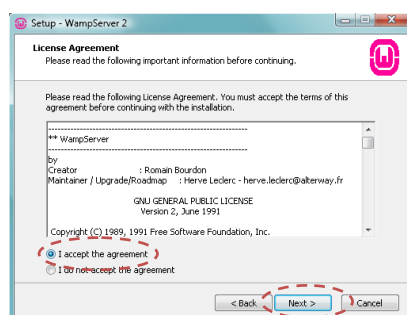 Setup - WampServer 2
License Agreement
Please read the following important information before continuing.
Please read the following License Agreement. You must accept the terms of this
agreement before continuing with the installation.
------------------------------------------------------------
** WampServer
------------------------------------------------------------
by
Creator : Romain Bourdon
Maintainer / Upgrade/Roadmap : Herve Leclerc - herve.leclerc@alterway.fr
GNU GENERAL PUBLIC LICENSE
Version 2, June 1991
Copyright (C) 1989, 1991 Free Software Foundation, Inc.
I accept the agreement
I do not accept the agreement
< Back Next > Cancel